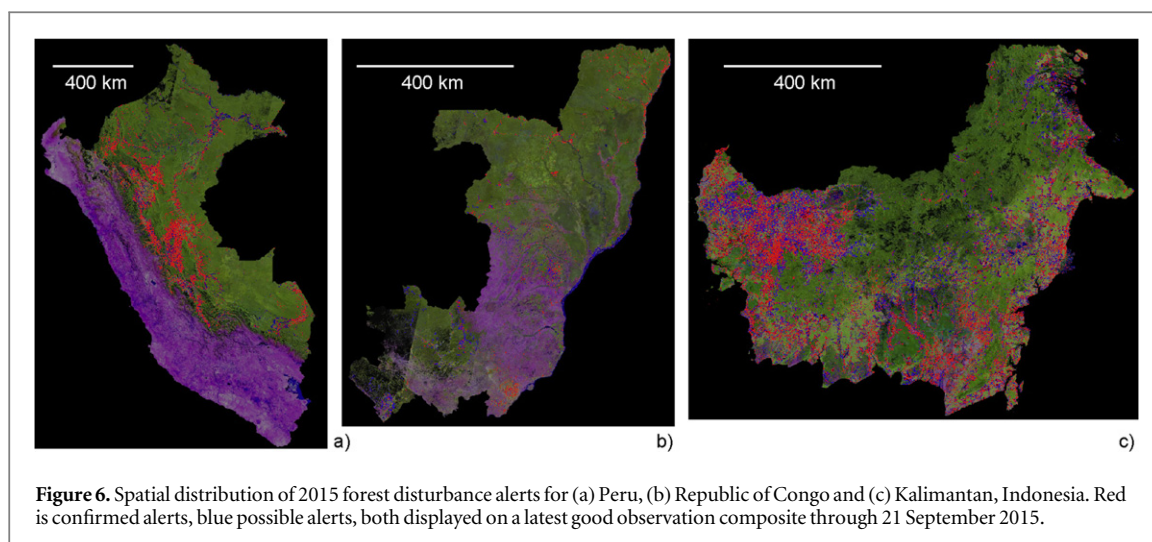 400 km
400 km
400 km
a)
b)
c)
Figure 6. Spatial distribution of 2015 forest disturbance alerts for (a) Peru, (b) Republic of Congo and (c) Kalimantan, Indonesia. Red
is confirmed alerts, blue possible alerts, both displayed on a latest good observation composite through 21 September 2015.